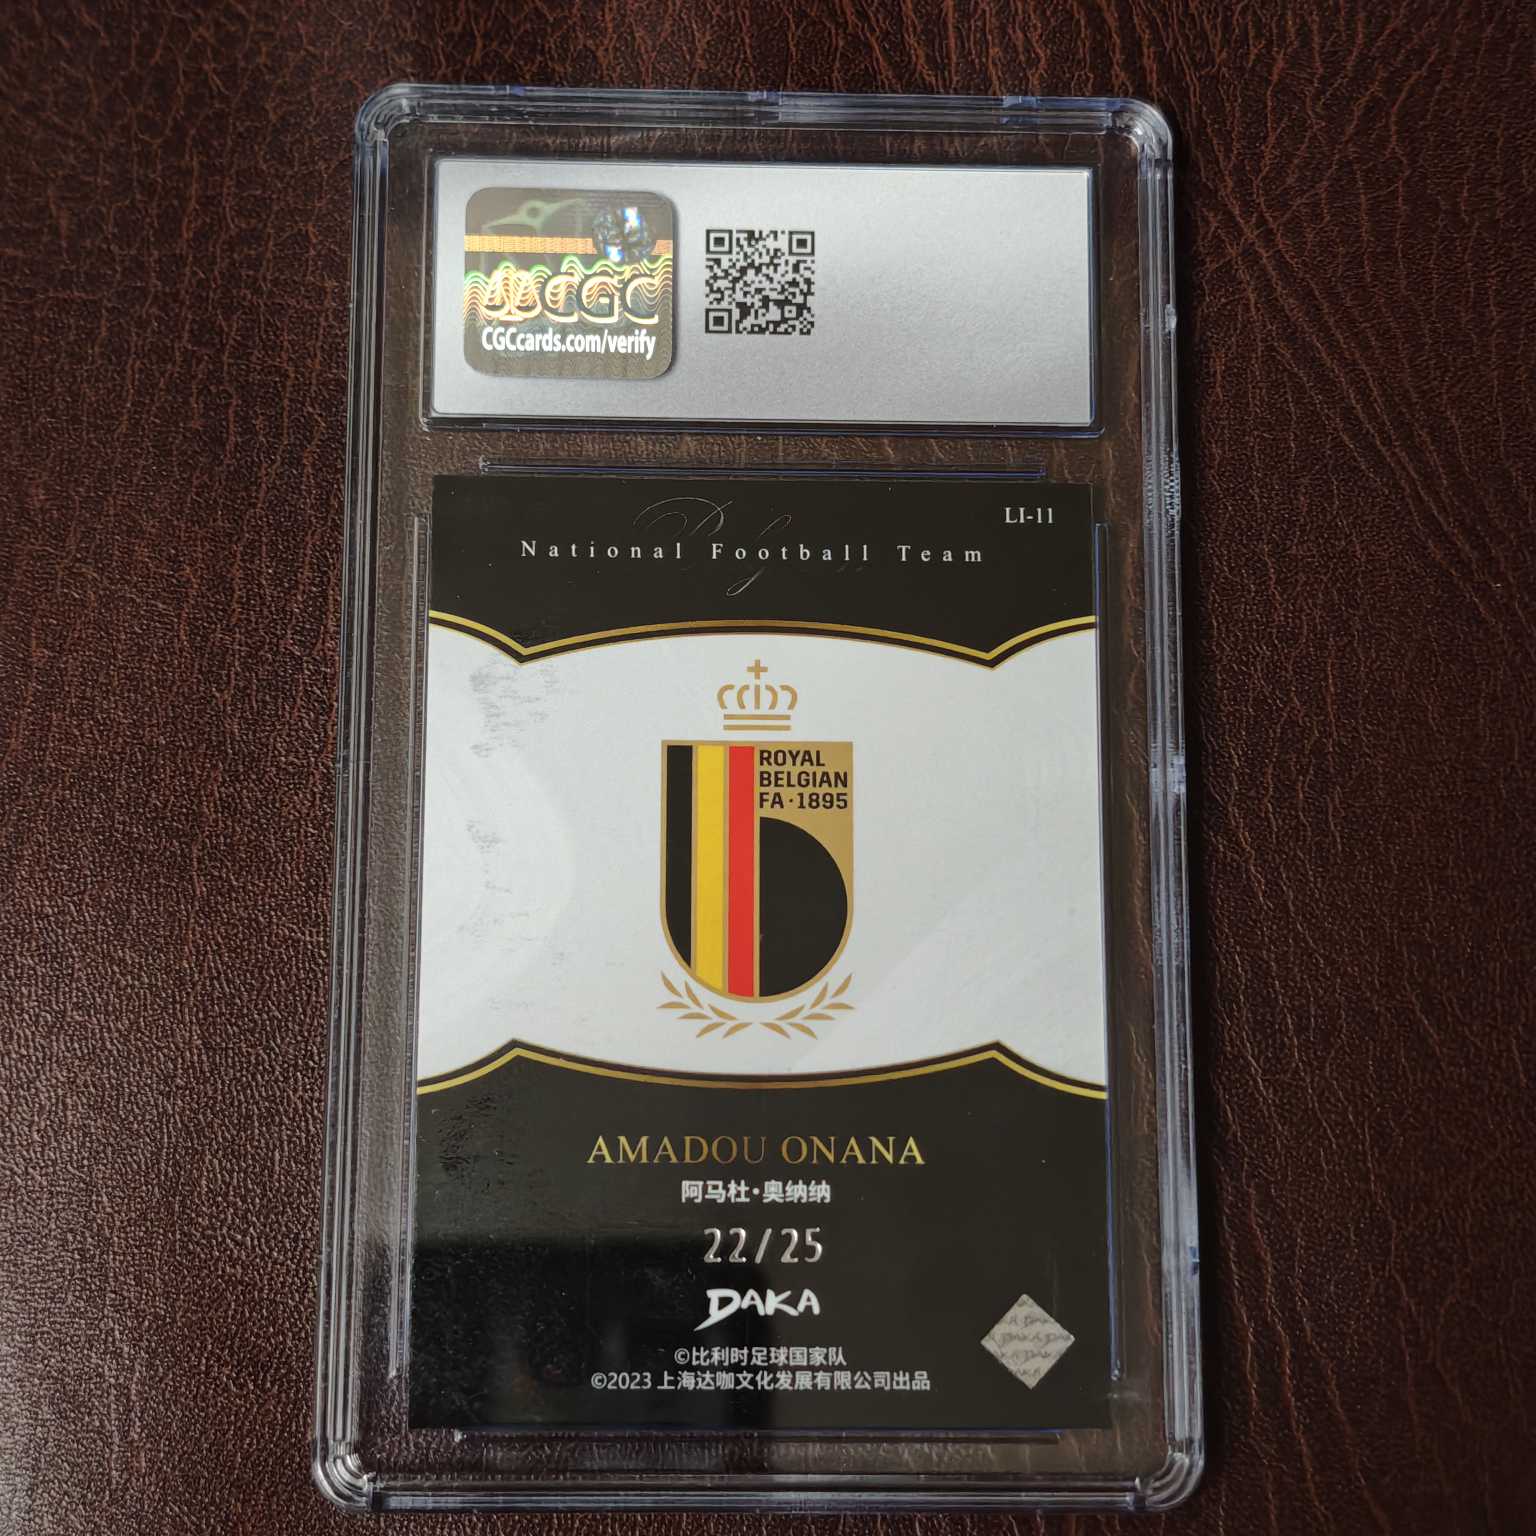 CGC
CGCcards.com/verify
LI-11
National Football Team
ROYAL
BELGIAN
FA·1895
AMADOU ONANA
阿马杜·奥纳纳
22/25
DAKA
©比利时足球国家队
©2023 上海达咖文化发展有限公司出品
DAKA DAKA